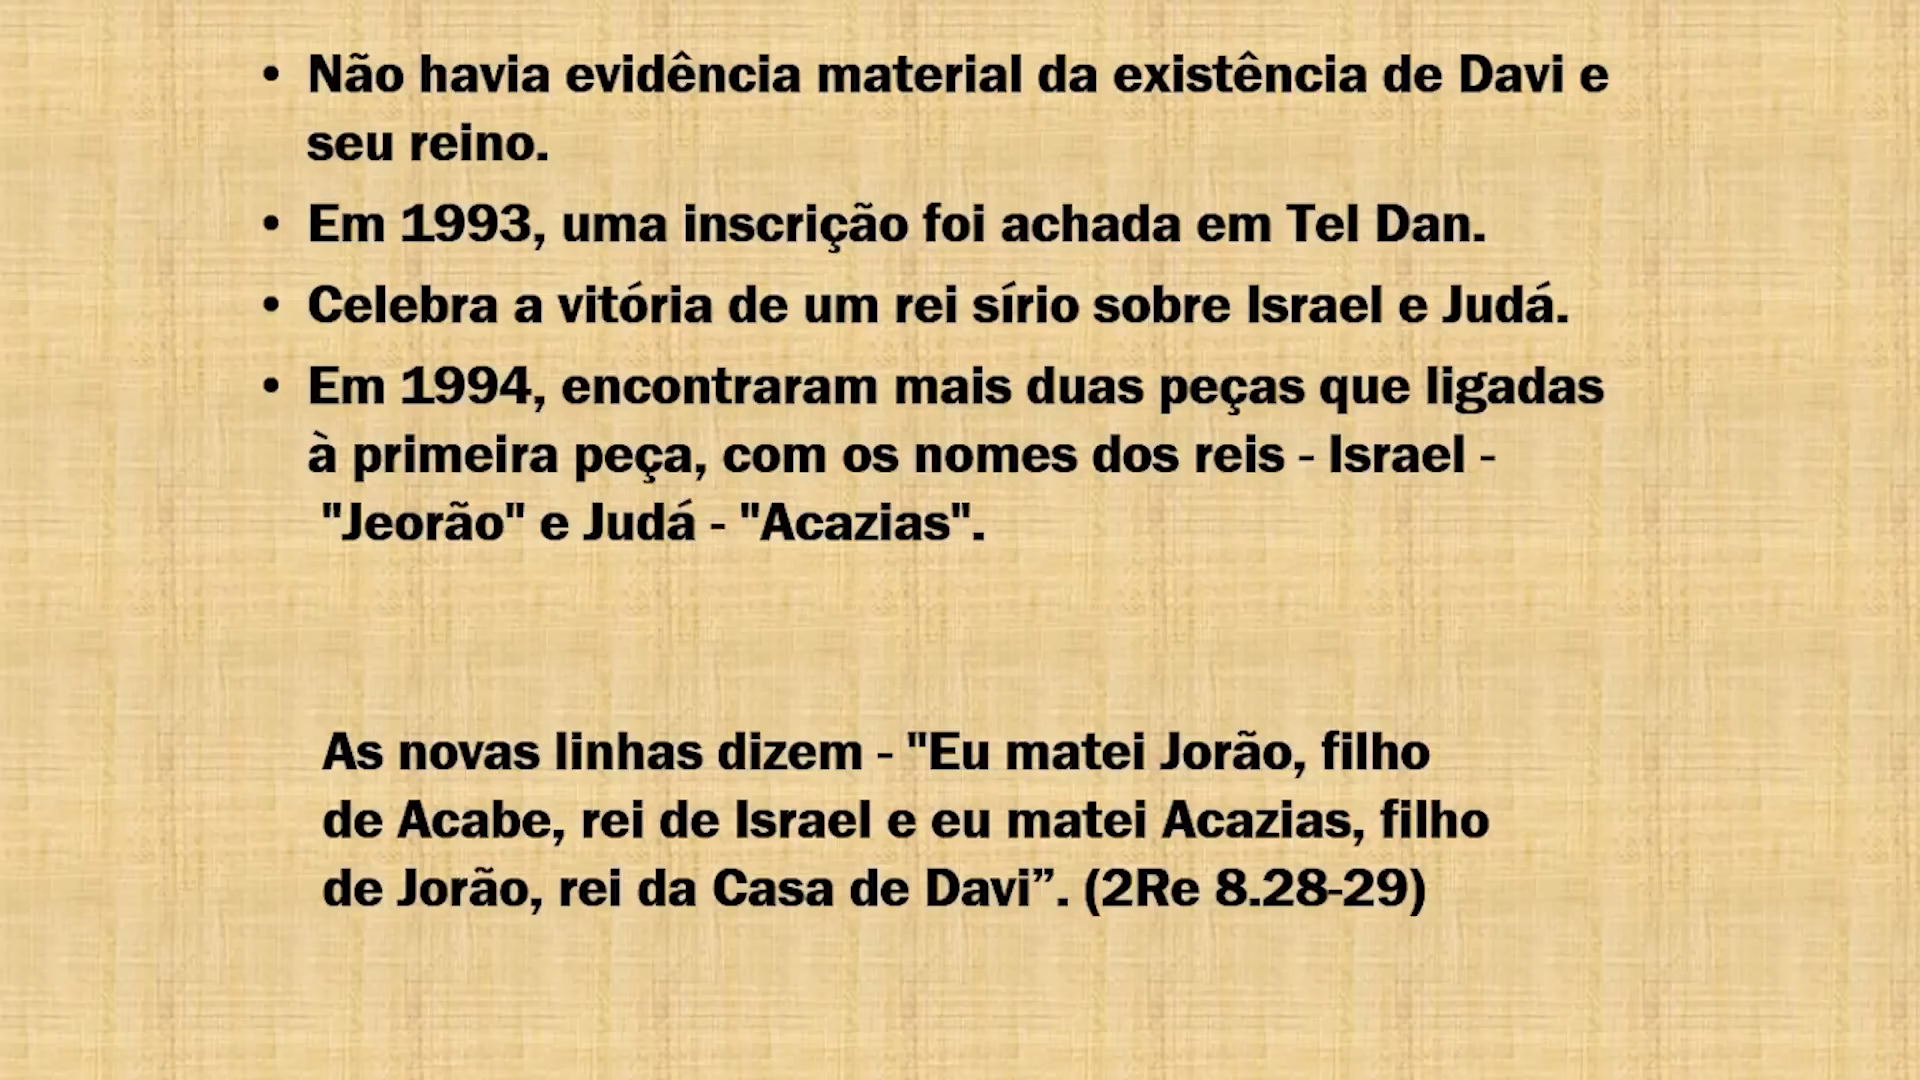 • Não havia evidência material da existência de Davi e
seu reino.
• Em 1993, uma inscrição foi achada em Tel Dan.
• Celebra a vitória de um rei sírio sobre Israel e Judá.
• Em 1994, encontraram mais duas peças que ligadas
à primeira peça, com os nomes dos reis - Israel -
"Jeorão" e Judá - "Acazias".
As novas linhas dizem - "Eu matei Jorão, filho
de Acabe, rei de Israel e eu matei Acazias, filho
de Jorão, rei da Casa de Davi”. (2Re 8.28-29)